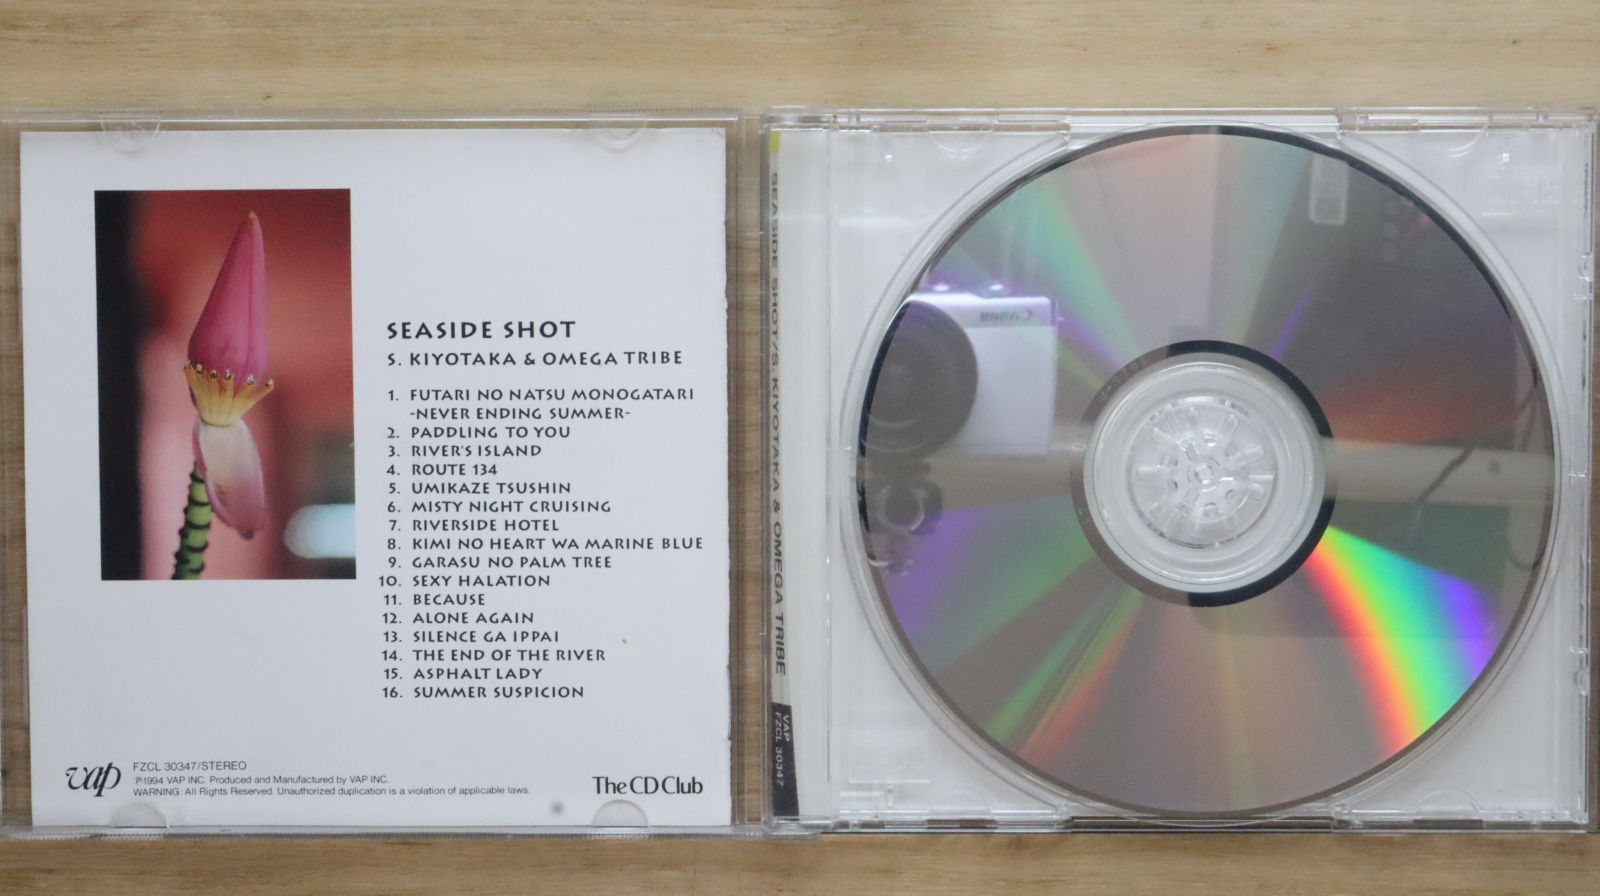 SEASIDE SHOT
S. KIYOTAKA & OMEGA TRIBE
1. FUTARI NO NATSU MONOGATARI
-NEVER ENDING SUMMER-
2. PADDLING TO YOU
3. RIVER'S ISLAND
4. ROUTE 134
5. UMIKAZE TSUSHIN
6. MISTY NIGHT CRUISING
7. RIVERSIDE HOTEL
8. KIMI NO HEART WA MARINE BLUE
9. GARASU NO PALM TREE
10. SEXY HALATION
11. BECAUSE
12. ALONE AGAIN
13. SILENCE GA IPPAI
14. THE END OF THE RIVER
15. ASPHALT LADY
16. SUMMER SUSPICION
vap
FZCL 30347/STEREO
℗1994 VAP INC. Produced and Manufactured by VAP INC.
WARNING: All Rights Reserved. Unauthorized duplication is a violation of applicable laws.
The CD Club
SEASIDE SHOT/S. KIYOTAKA & OMEGA TRIBE
VAP
FZCL 30347
Canon